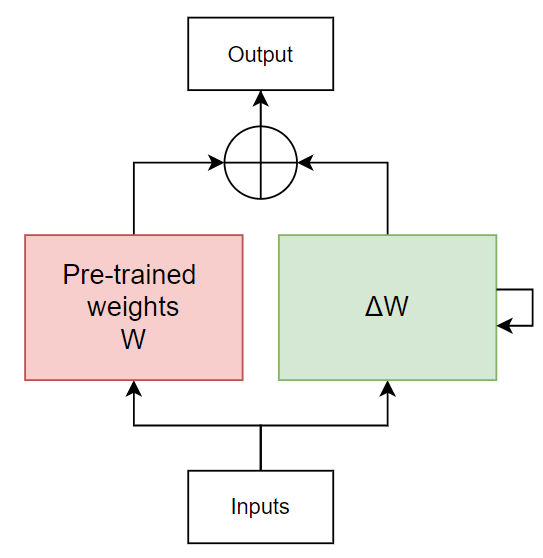 Output
Pre-trained
weights
W
ΔW
Inputs